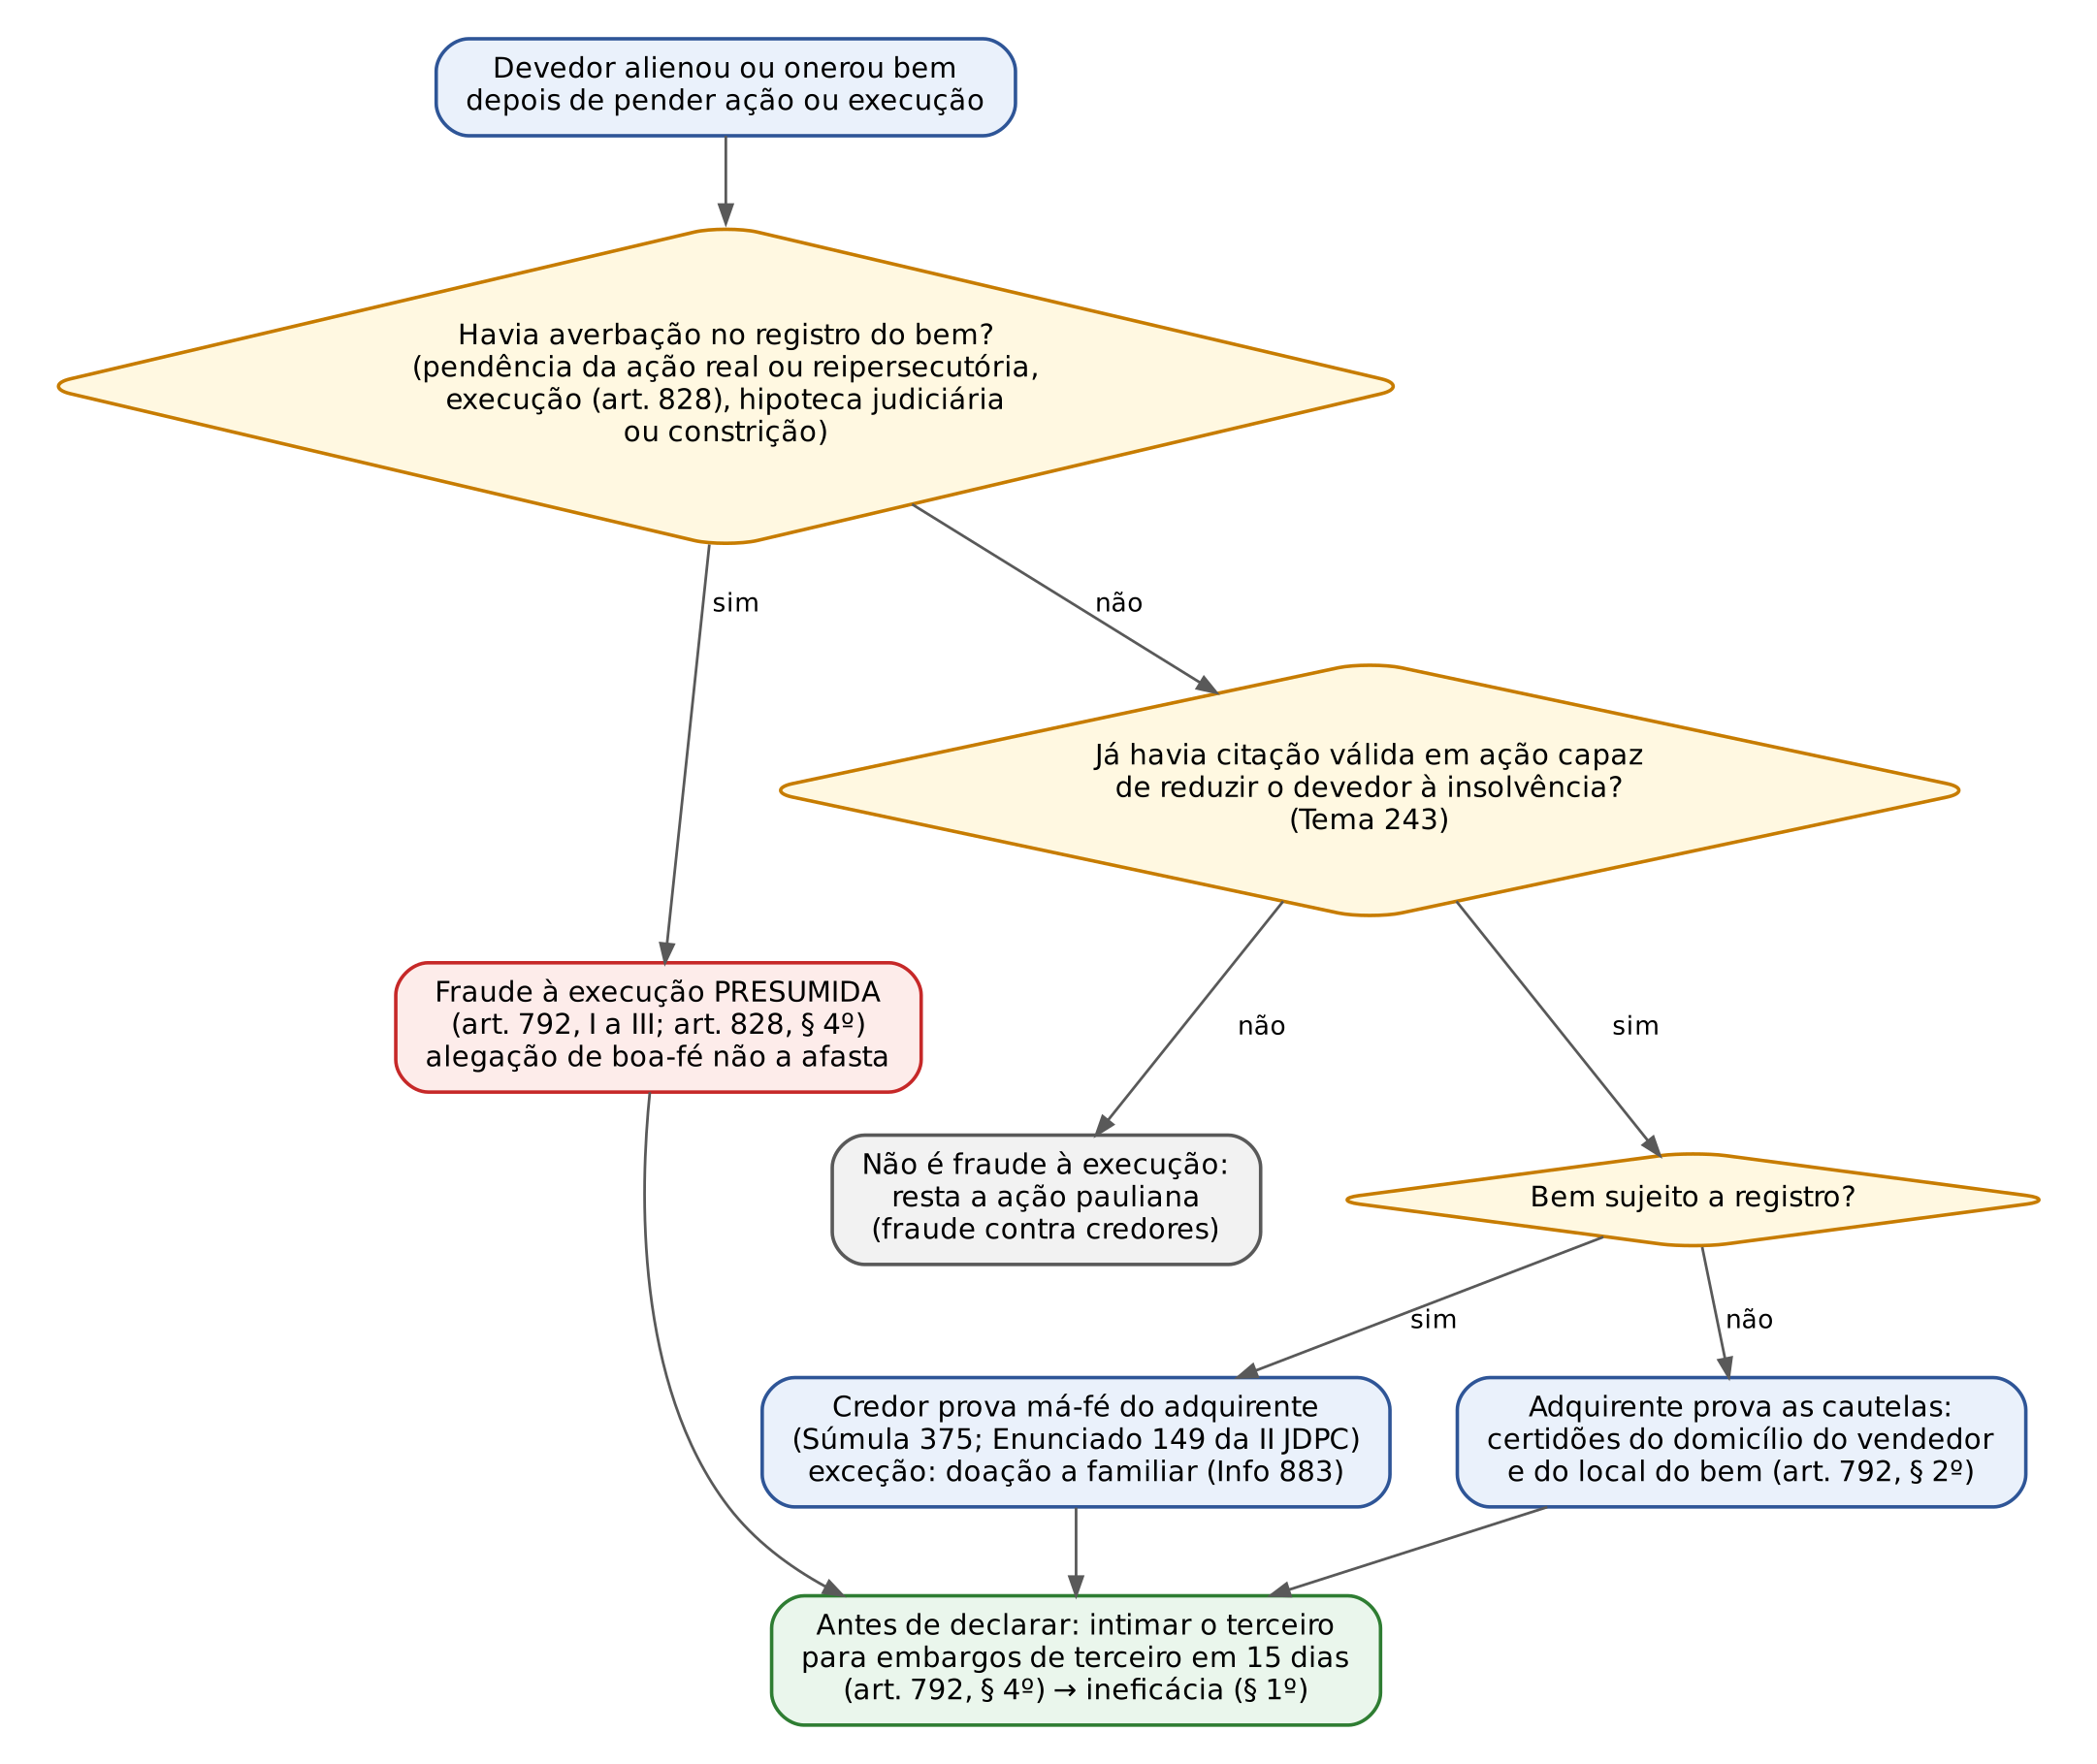 Devedor alienou ou onerou bem
depois de pender ação ou execução
Havia averbação no registro do bem?
(pendência da ação real ou reipersecutória,
execução (art. 828), hipoteca judiciária
ou constrição)
sim
não
Já havia citação válida em ação capaz
de reduzir o devedor à insolvência?
(Tema 243)
Fraude à execução PRESUMIDA
(art. 792, I a III; art. 828, § 4º)
alegação de boa-fé não a afasta
não
sim
Não é fraude à execução:
resta a ação pauliana
(fraude contra credores)
Bem sujeito a registro?
sim
não
Credor prova má-fé do adquirente
(Súmula 375; Enunciado 149 da II JDPC)
exceção: doação a familiar (Info 883)
Adquirente prova as cautelas:
certidões do domicílio do vendedor
e do local do bem (art. 792, § 2º)
Antes de declarar: intimar o terceiro
para embargos de terceiro em 15 dias
(art. 792, § 4º) → ineficácia (§ 1º)